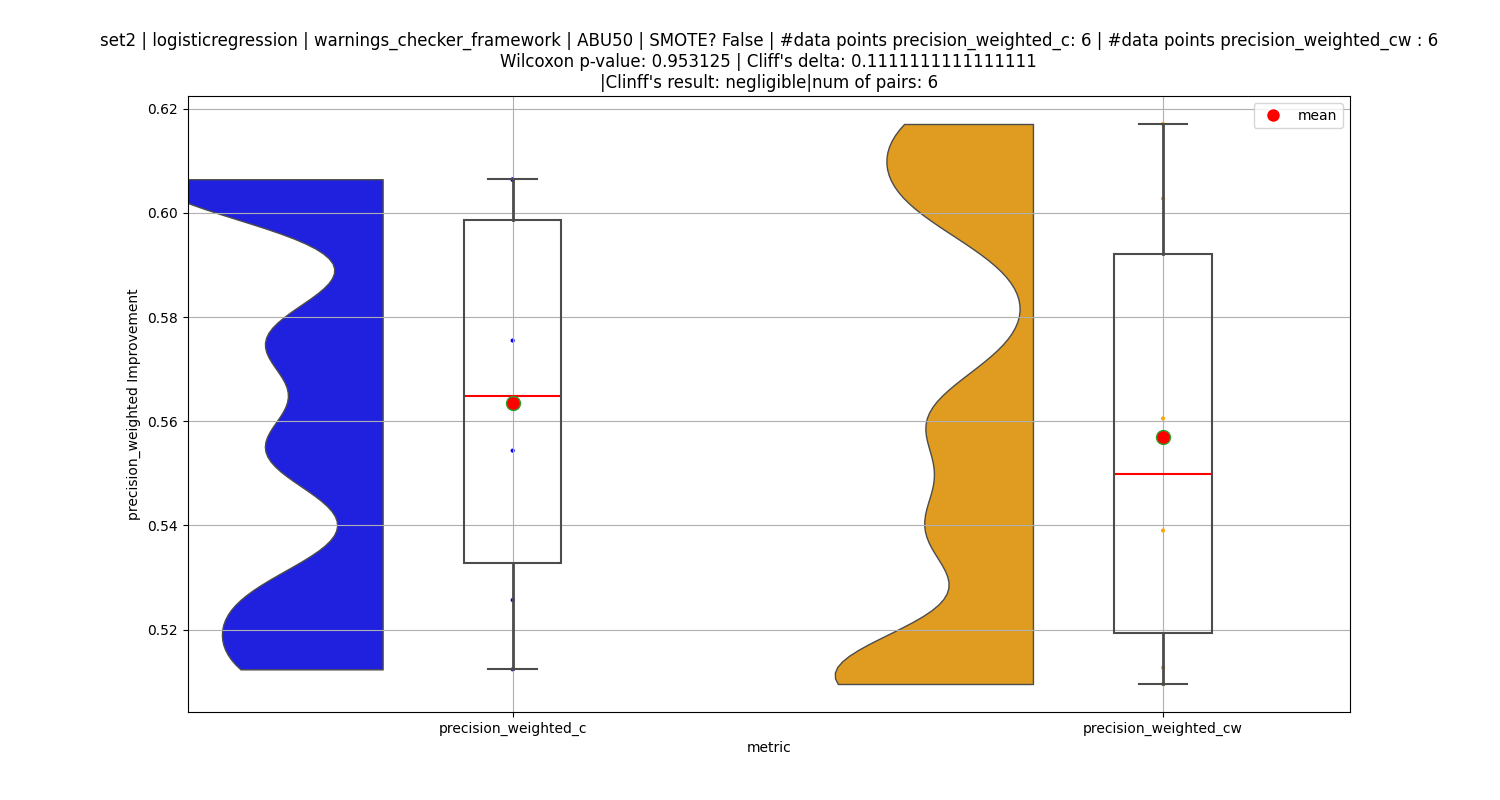 set2 | logisticregression | warnings_checker_framework | ABU50 | SMOTE? False | #data points precision_weighted_c: 6 | #data points precision_weighted_cw : 6
Wilcoxon p-value: 0.953125 | Cliff's delta: 0.1111111111111111
|Clinff's result: negligible|num of pairs: 6
mean
0.62
0.60
0.58
0.56
0.54
0.52
precision_weighted Improvement
precision_weighted_c
precision_weighted_cw
metric